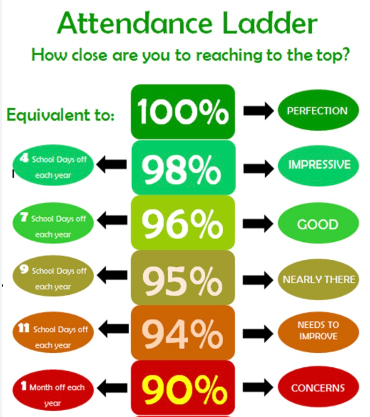 Attendance Ladder
How close are you to reaching to the top?
Equivalent to:
100%
PERFECTION
4 School Days off
each year
98%
IMPRESSIVE
7 School Days off
each year
96%
GOOD
9 School Days off
each year
95%
NEARLY THERE
11 School Days off
each year
94%
NEEDS TO
IMPROVE
1 Month off each
year
90%
CONCERNS